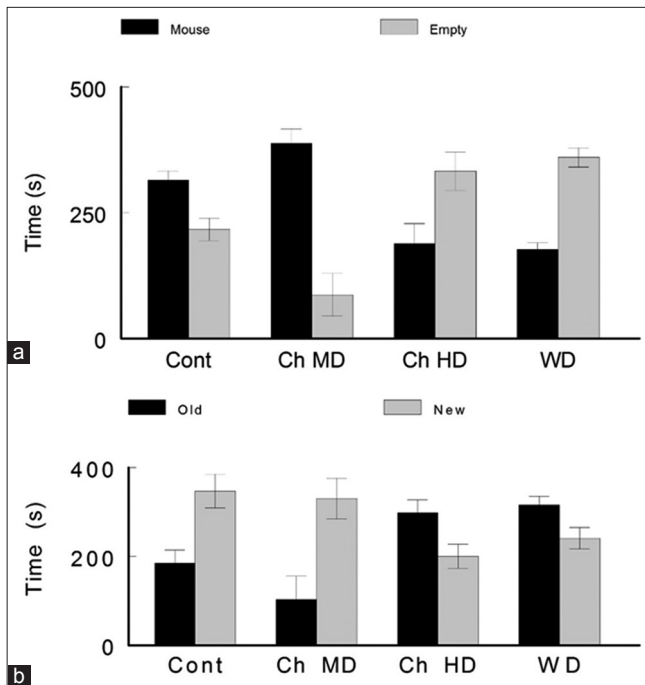 Mouse Empty
500
250
0
Time (s)
Cont Ch MD Ch HD WD
a
Old New
400
200
0
Time (s)
Cont Ch MD Ch HD WD
b